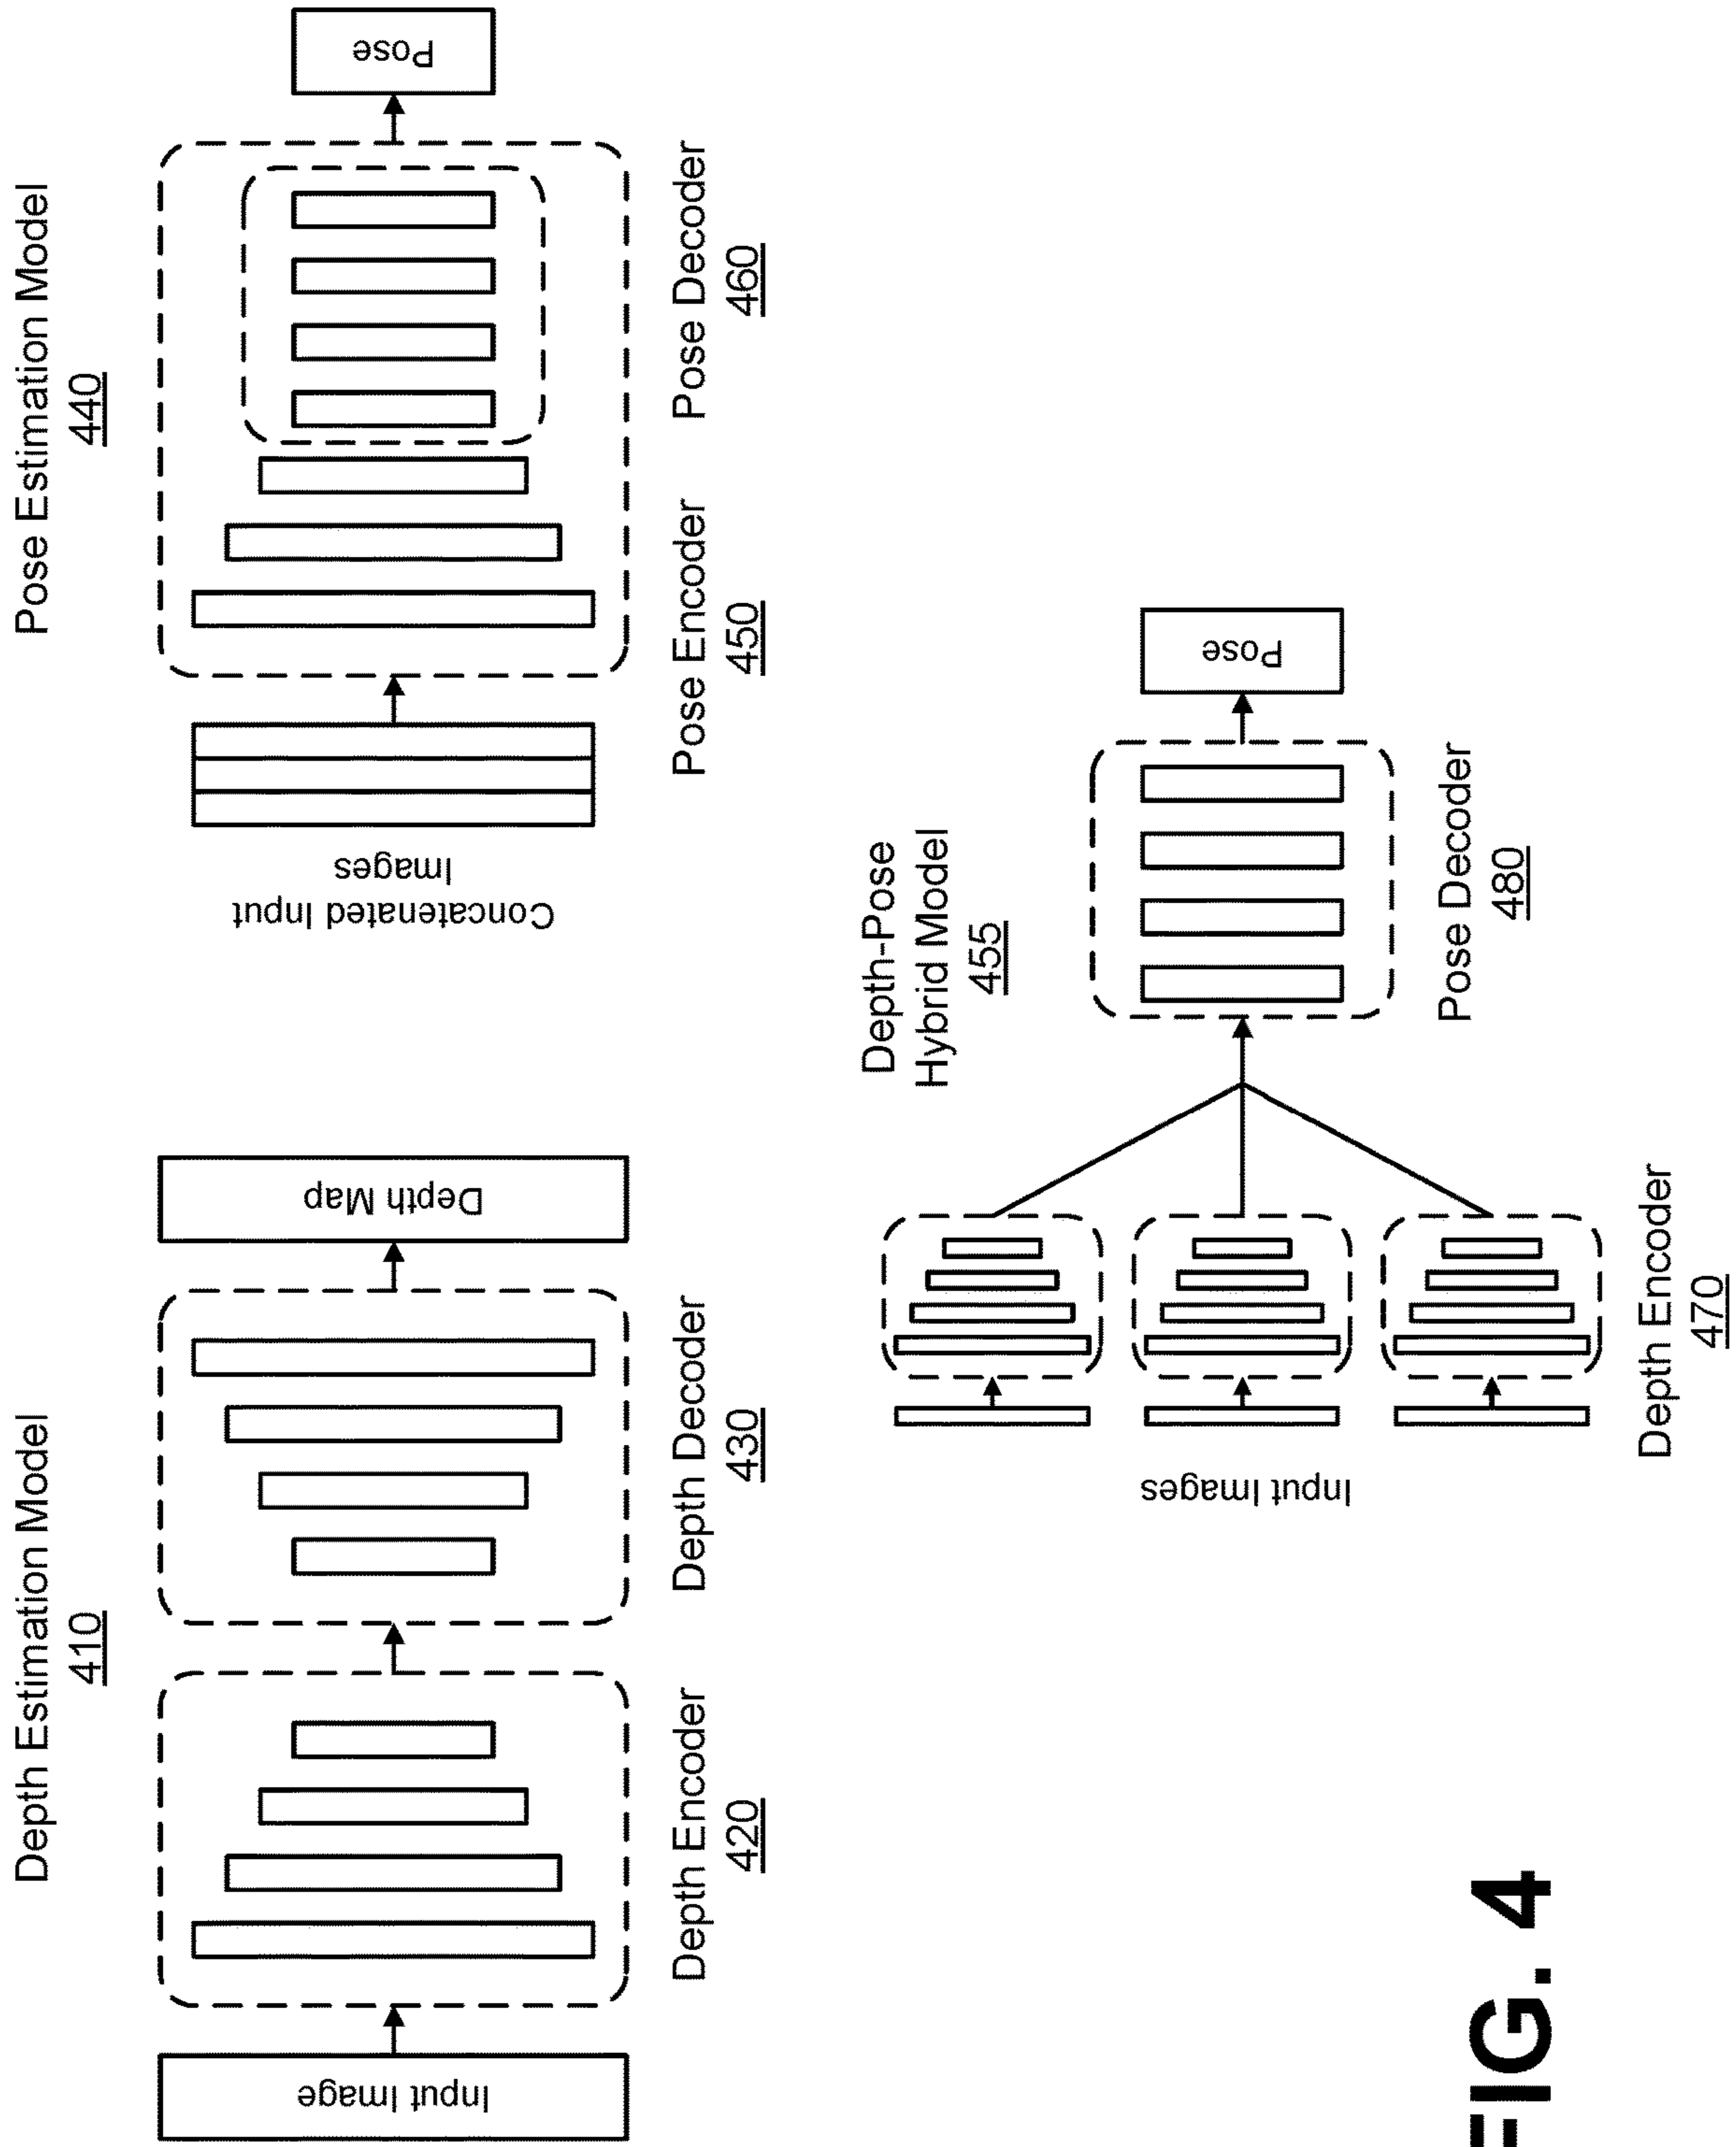 Depth Estimation Model
410
Input Image
Depth Map
Depth Encoder
420
Depth Decoder
430
Pose Estimation Model
440
Concatenated Input
Images
Pose
Pose Encoder
450
Pose Decoder
460
Depth-Pose
Hybrid Model
455
Input Images
Pose
Depth Encoder
470
Pose Decoder
480
FIG. 4